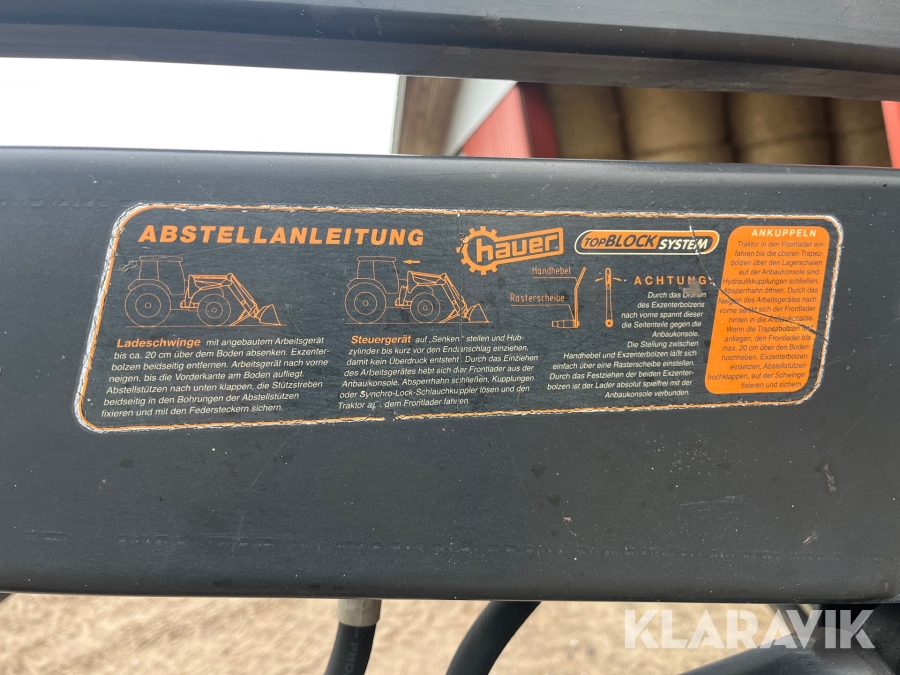 ABSTELLANLEITUNG
Ladeschwinge mit angebautem Arbeitsgerät
bis ca. 20 cm über dem Boden absenken. Exzenter-
bolzen beidseitig entfernen. Arbeitsgerät nach vorne
neigen, bis die Vorderkante am Boden aufliegt.
Abstellstützen nach unten klappen, die Stützstreben
beidseitig in den Bohrungen der Abstellstützen
fixieren und mit den Federsteckern sichern.
Steuergerät auf „Senken“ stellen und Hub-
zylinder bis kurz vor den Endanschlag einziehen,
damit kein Überdruck entsteht. Durch das Einziehen
des Arbeitsgerätes hebt sich der Frontlader aus der
Anbaukonsole. Absperrhahn schließen, Kupplungen
oder Synchro-Lock-Schlauchkuppler lösen und den
Traktor aus dem Frontlader fahren.
hauer
TOPBLOCK SYSTEM
Handhebel
Rasterscheibe
ACHTUNG:
Durch das Drehen
des Exzenterbolzens
nach vorne spannt dieser
die Seitenteile gegen die
Anbaukonsole.
Die Stellung zwischen
Handhebel und Exzenterbolzen läßt sich
einfach über eine Rasterscheibe einstellen.
Durch das Festziehen der beiden Exzenter-
bolzen ist der Lader absolut spielfrei mit der
Anbaukonsole verbunden.
ANKUPPELN
Traktor in den Frontlader ein-
fahren bis die oberen Trapez-
bolzen über den Lagerschalen
auf der Anbaukonsole sind.
Hydraulikkupplungen schließen,
Absperrhahn öffnen. Durch das
Neigen des Arbeitsgerätes nach
vorne senkt sich der Frontlader
hinten in die Anbaukonsole.
Wenn die Trapezbolzen
anliegen, den Frontlader bis
max. 20 cm über den Boden
hochheben, Exzenterbolzen
einsetzen, Abstellstützen
hochklappen, auf der Schwinge
fixieren und sichern.
KLARAVIK